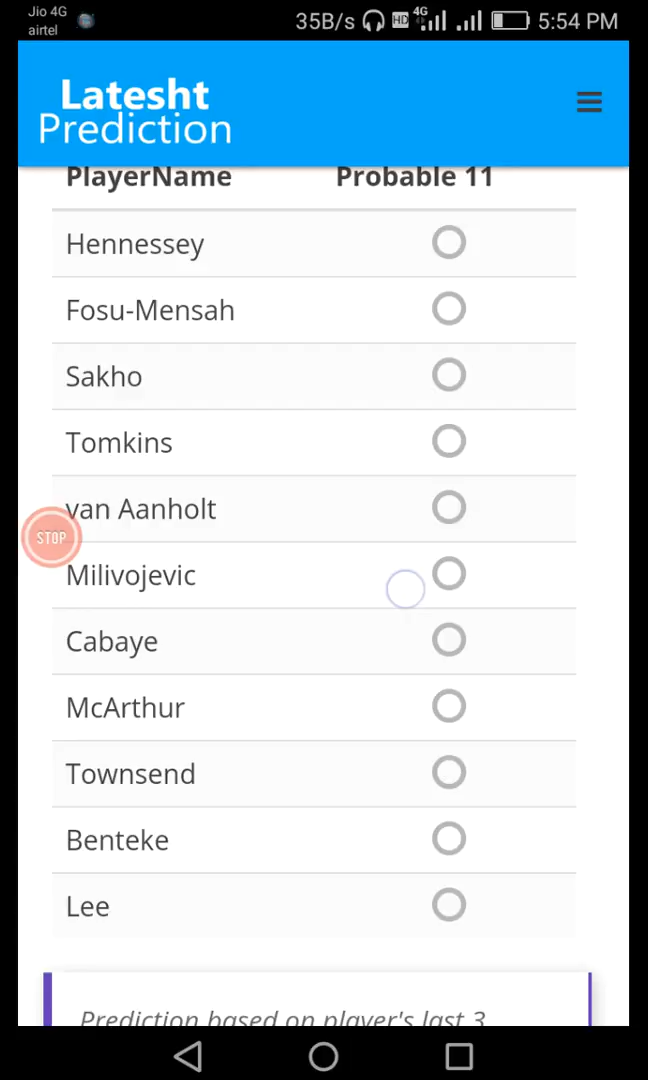 Jio 4G
airtel
35B/s HD 4G 5:54 PM
Latesht
Prediction
PlayerName Probable 11
Hennessey
Fosu-Mensah
Sakho
Tomkins
van Aanholt
STOP
Milivojevic
Cabaye
McArthur
Townsend
Benteke
Lee
Prediction based on player's last 3